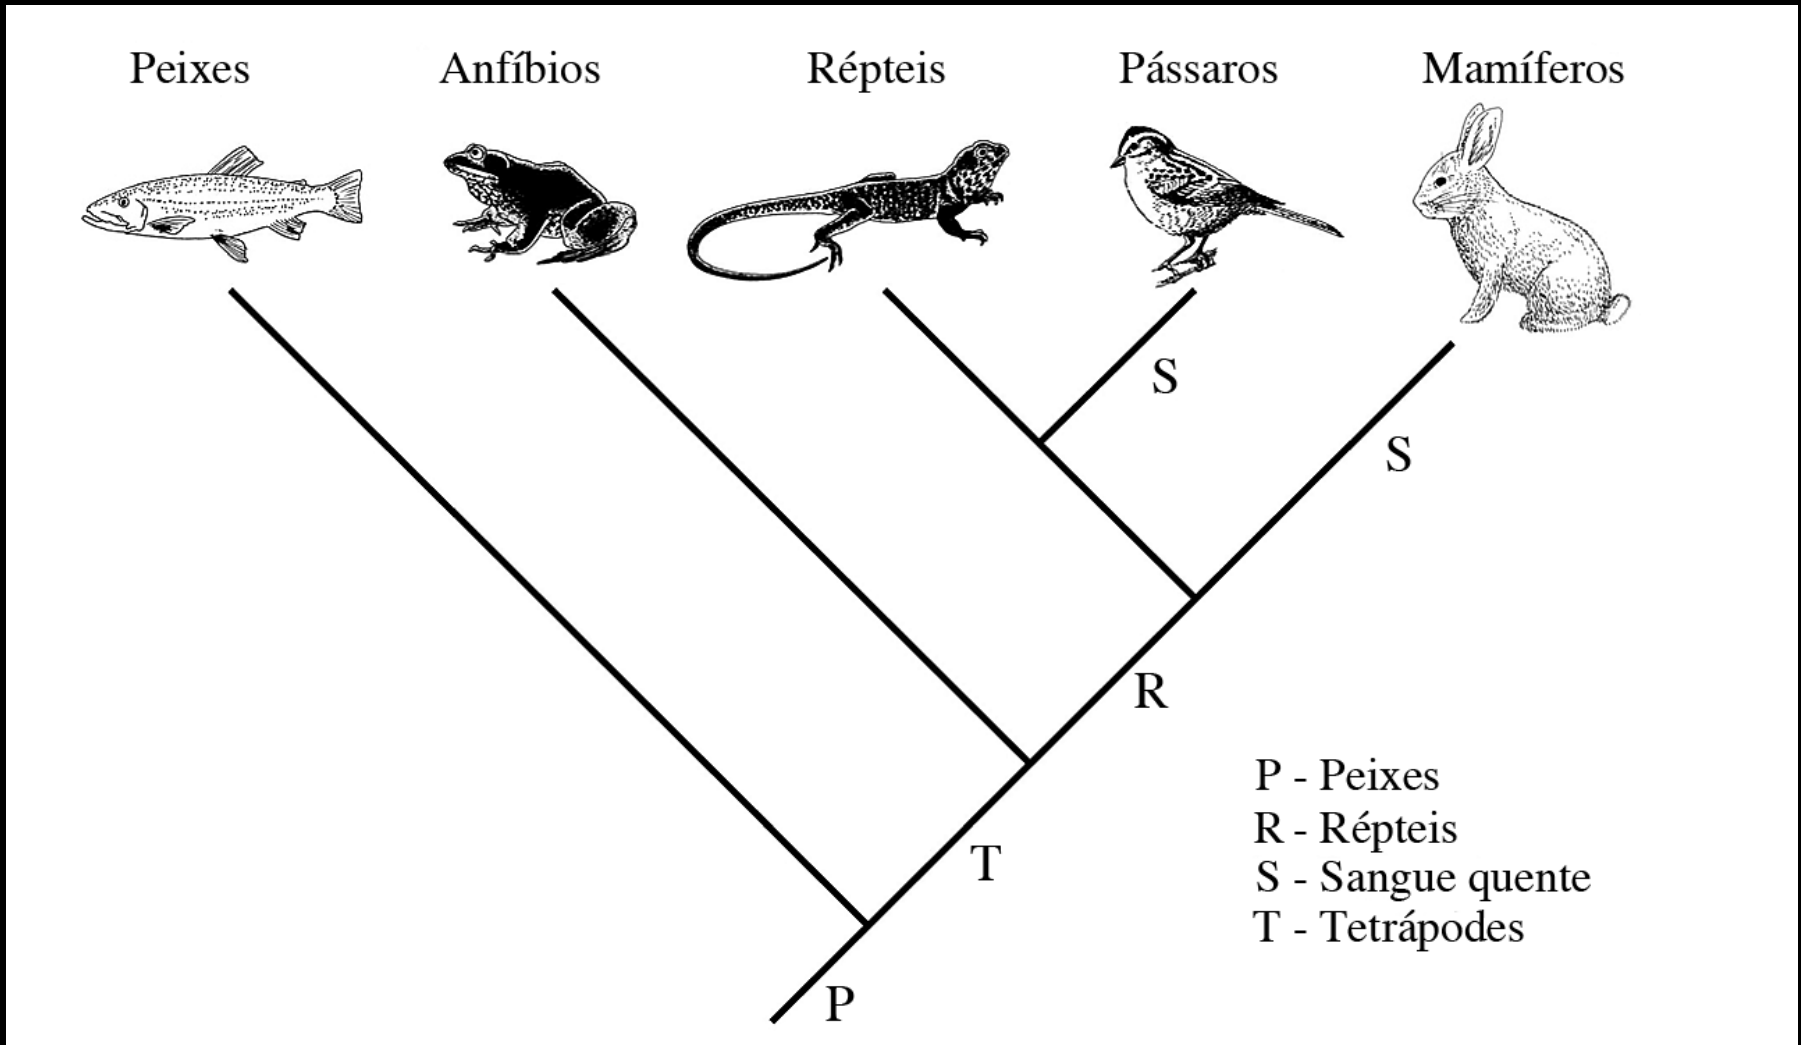 Peixes Anfíbios Répteis Pássaros Mamíferos
S
S
R
P - Peixes
R - Répteis
T
S - Sangue quente
T - Tetrápodes
P